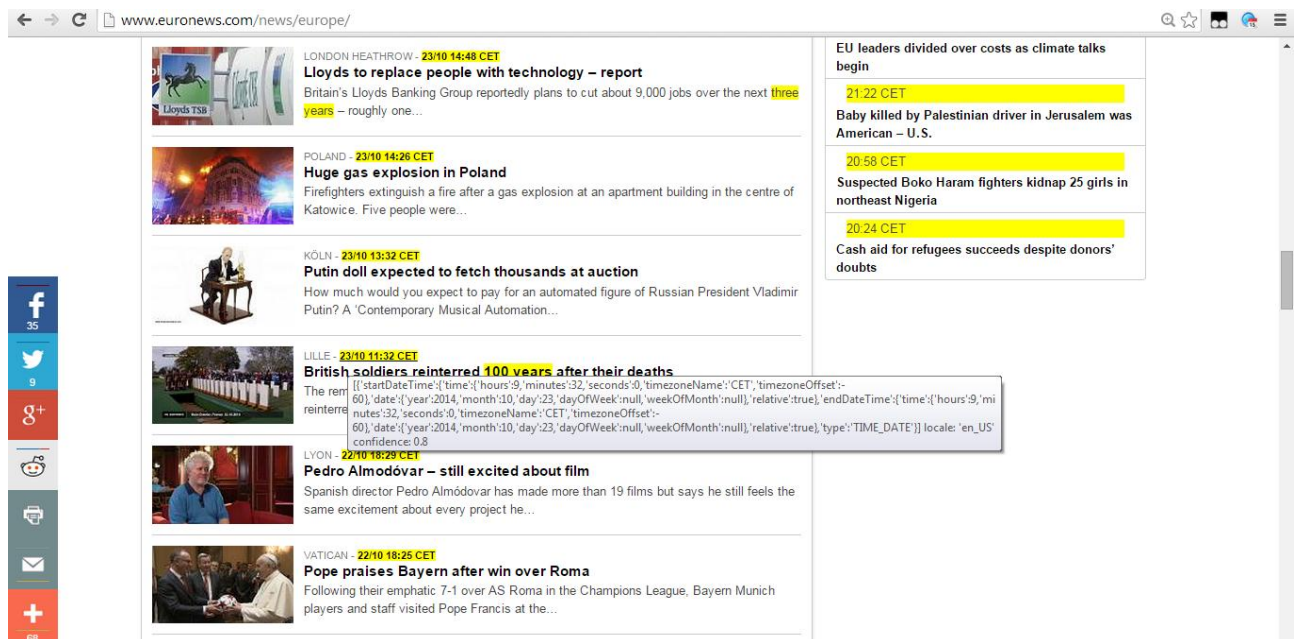 www.euronews.com/news/europe/
LONDON HEATHROW - 23/10 14:48 CET
Lloyds to replace people with technology – report
Britain's Lloyds Banking Group reportedly plans to cut about 9,000 jobs over the next three
years – roughly one...
Lloyds TSB
POLAND - 23/10 14:26 CET
Huge gas explosion in Poland
Firefighters extinguish a fire after a gas explosion at an apartment building in the centre of
Katowice. Five people were...
KÖLN - 23/10 13:32 CET
Putin doll expected to fetch thousands at auction
How much would you expect to pay for an automated figure of Russian President Vladimir
Putin? A 'Contemporary Musical Automation...
LILLE - 23/10 11:32 CET
British soldiers reinterred 100 years after their deaths
The rem
reinterre
[{'startDateTime':{'time':{'hours':9,'minutes':32,'seconds':0,'timezoneName':'CET','timezoneOffset':-
60},'date':{'year':2014,'month':10,'day':23,'dayOfWeek':null,'weekOfMonth':null},'relative':true},'endDateTime':{'time':{'hours':9,'mi
nutes':32,'seconds':0,'timezoneName':'CET','timezoneOffset':-
60},'date':{'year':2014,'month':10,'day':23,'dayOfWeek':null,'weekOfMonth':null},'relative':true},'type':'TIME_DATE'}] locale: 'en_US'
confidence: 0.8
LYON - 22/10 18:29 CET
Pedro Almodóvar – still excited about film
Spanish director Pedro Almódovar has made more than 19 films but says he still feels the
same excitement about every project he...
VATICAN - 22/10 18:25 CET
Pope praises Bayern after win over Roma
Following their emphatic 7-1 over AS Roma in the Champions League, Bayern Munich
players and staff visited Pope Francis at the...
EU leaders divided over costs as climate talks
begin
21:22 CET
Baby killed by Palestinian driver in Jerusalem was
American – U.S.
20:58 CET
Suspected Boko Haram fighters kidnap 25 girls in
northeast Nigeria
20:24 CET
Cash aid for refugees succeeds despite donors'
doubts
f
35
9
g+
68